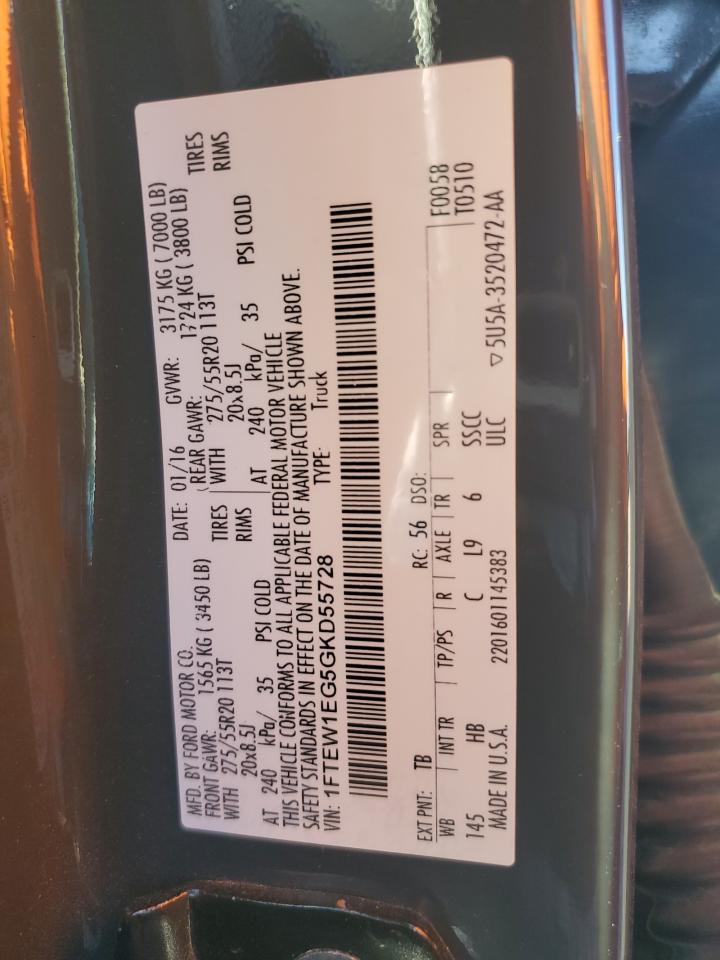 MFD. BY FORD MOTOR CO.
DATE: 01/16 GVWR: 3175 KG ( 7000 LB)
FRONT GAWR: 1565 KG ( 3450 LB)
REAR GAWR: 1724 KG ( 3800 LB)
WITH 275/55R20 113T TIRES
WITH 275/55R20 113T TIRES
20x8.5J RIMS
20x8.5J RIMS
AT 240 kPa/ 35 PSI COLD
AT 240 kPa/ 35 PSI COLD
THIS VEHICLE CONFORMS TO ALL APPLICABLE FEDERAL MOTOR VEHICLE
SAFETY STANDARDS IN EFFECT ON THE DATE OF MANUFACTURE SHOWN ABOVE.
VIN: 1FTEW1EG5GKD55728 TYPE: Truck
F0058
EXT PNT: TB RC: 56 DSO: T0510
WB INT TR TP/PS R AXLE TR SPR
145 HB C L9 6 SSCC
MADE IN U.S.A. 2201601145383 ULC ▽5U5A-3520472-AA